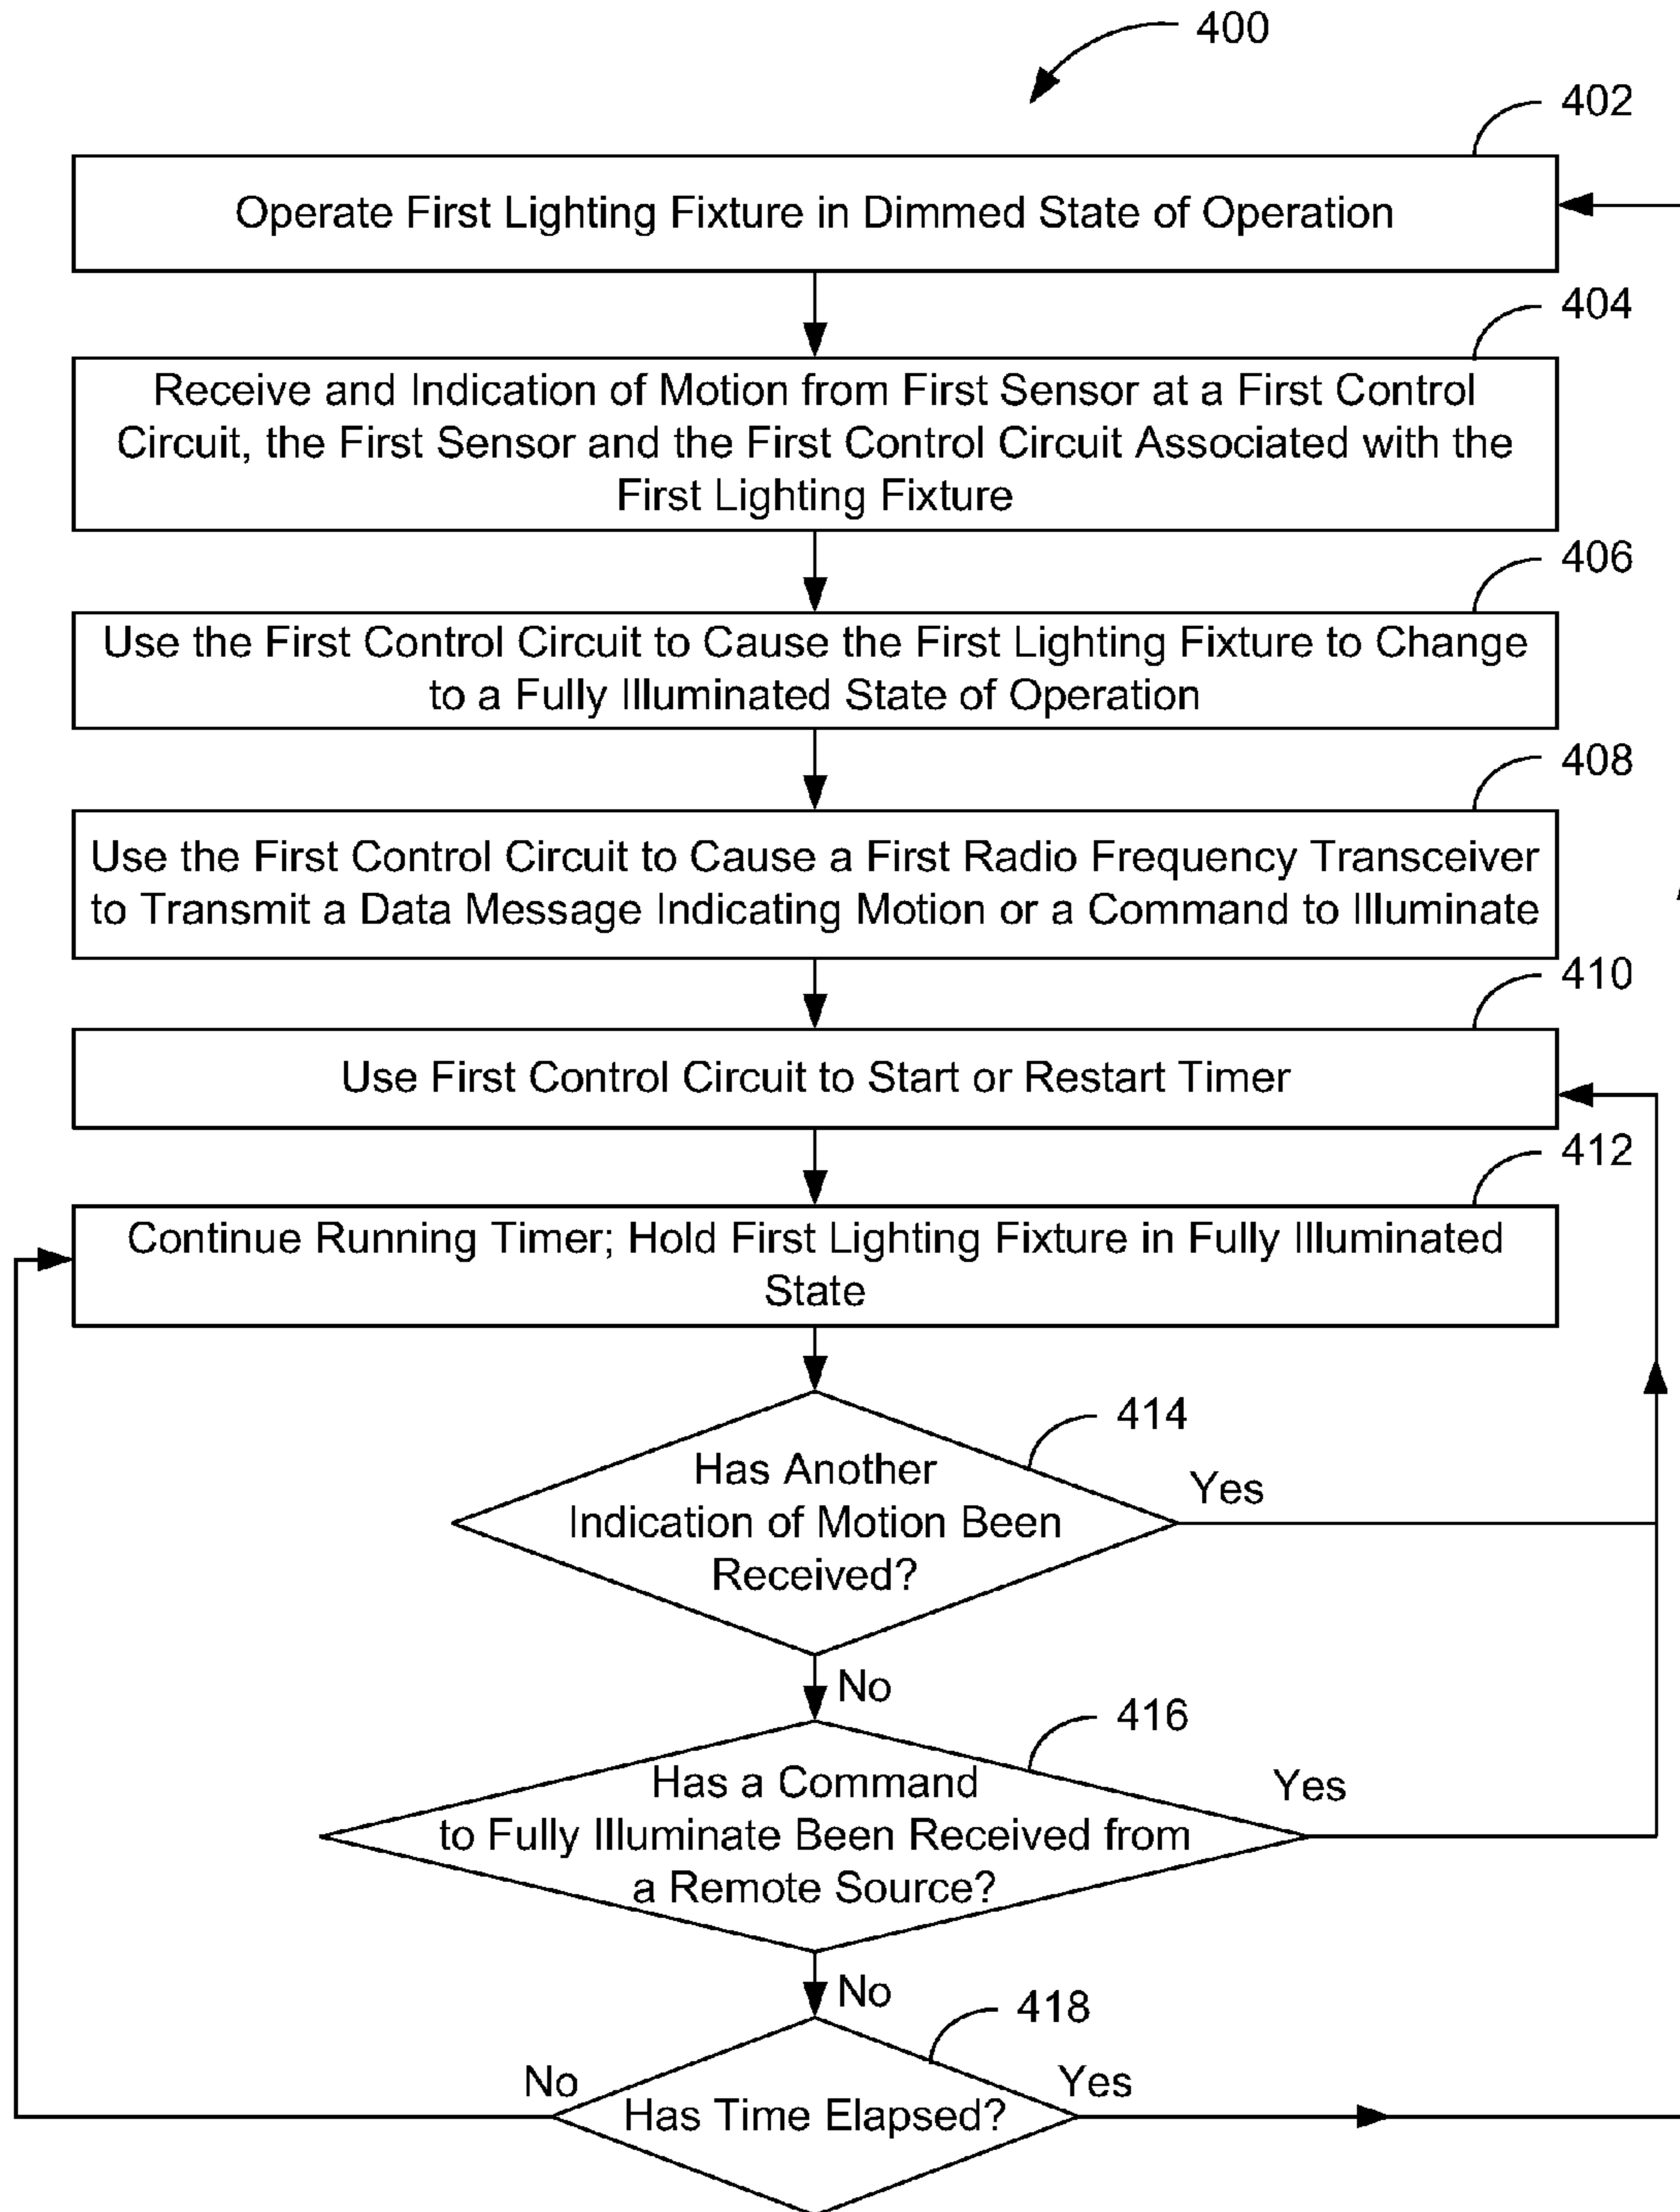 400
402
Operate First Lighting Fixture in Dimmed State of Operation
404
Receive and Indication of Motion from First Sensor at a First Control
Circuit, the First Sensor and the First Control Circuit Associated with the
First Lighting Fixture
406
Use the First Control Circuit to Cause the First Lighting Fixture to Change
to a Fully Illuminated State of Operation
408
Use the First Control Circuit to Cause a First Radio Frequency Transceiver
to Transmit a Data Message Indicating Motion or a Command to Illuminate
410
Use First Control Circuit to Start or Restart Timer
412
Continue Running Timer; Hold First Lighting Fixture in Fully Illuminated
State
414
Has Another
Indication of Motion Been
Received?
Yes
No
416
Has a Command
to Fully Illuminate Been Received from
a Remote Source?
Yes
No
418
Has Time Elapsed?
No
Yes